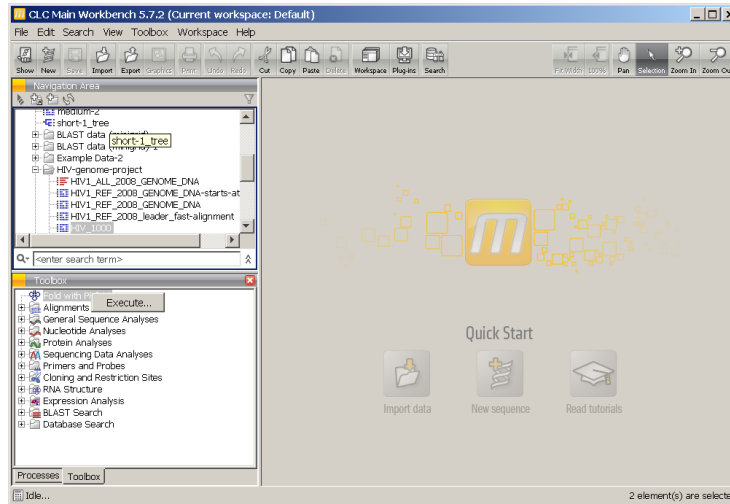 CLC Main Workbench 5.7.2 (Current workspace: Default)
File Edit Search View Toolbox Workspace Help
Show New Save Import Export Graphics Print Undo Redo Cut Copy Paste Delete Workspace Plug-ins Search Fit Width 100% Pan Selection Zoom In Zoom Ou
Navigation Area
medium-2
short-1_tree
BLAST data
short-1_tree
BLAST data
Example Data-2
HIV-genome-project
HIV1_ALL_2008_GENOME_DNA
HIV1_REF_2008_GENOME_DNA-starts-at
HIV1_REF_2008_GENOME_DNA
HIV1_REF_2008_leader_fast-alignment
HIV_1000
<enter search term>
Toolbox
Fold with
Execute...
Alignments
General Sequence Analyses
Nucleotide Analyses
Protein Analyses
Sequencing Data Analyses
Primers and Probes
Cloning and Restriction Sites
RNA Structure
Expression Analysis
BLAST Search
Database Search
Processes Toolbox
Idle...
m
Quick Start
Import data New sequence Read tutorials
2 element(s) are selecte